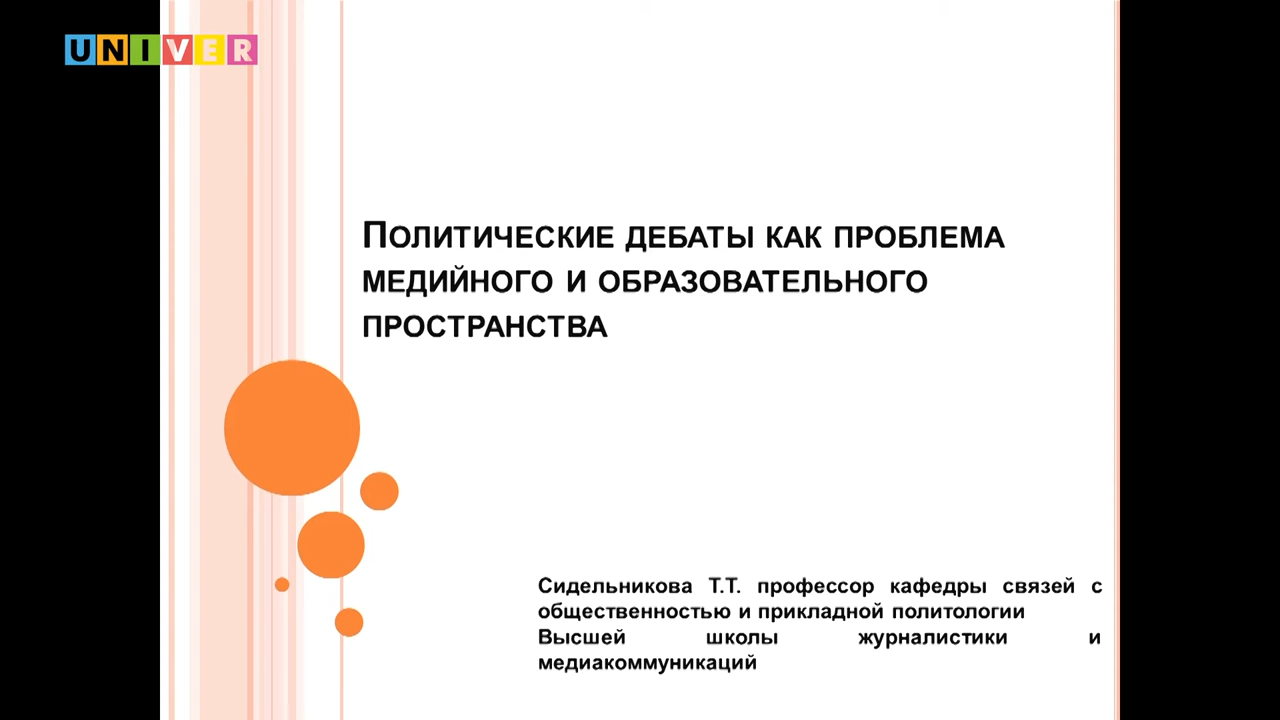 UNIVER
Политические дебаты как проблема
медийного и образовательного
пространства
Сидельникова Т.Т. профессор кафедры связей с
общественностью и прикладной политологии
Высшей школы журналистики и
медиакоммуникаций